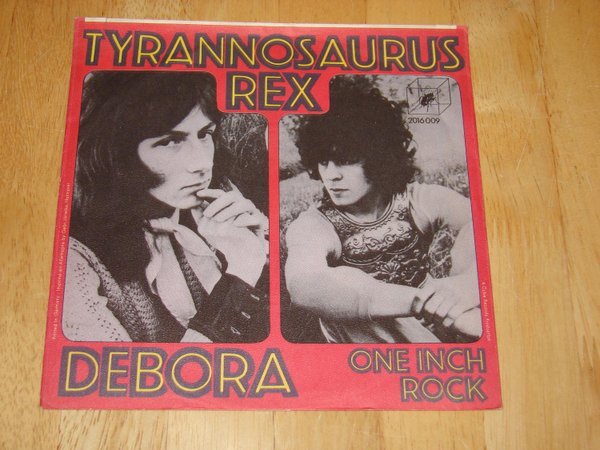 TYRANNOSAURUS
REX
2016 009
DEBORA
ONE INCH
ROCK